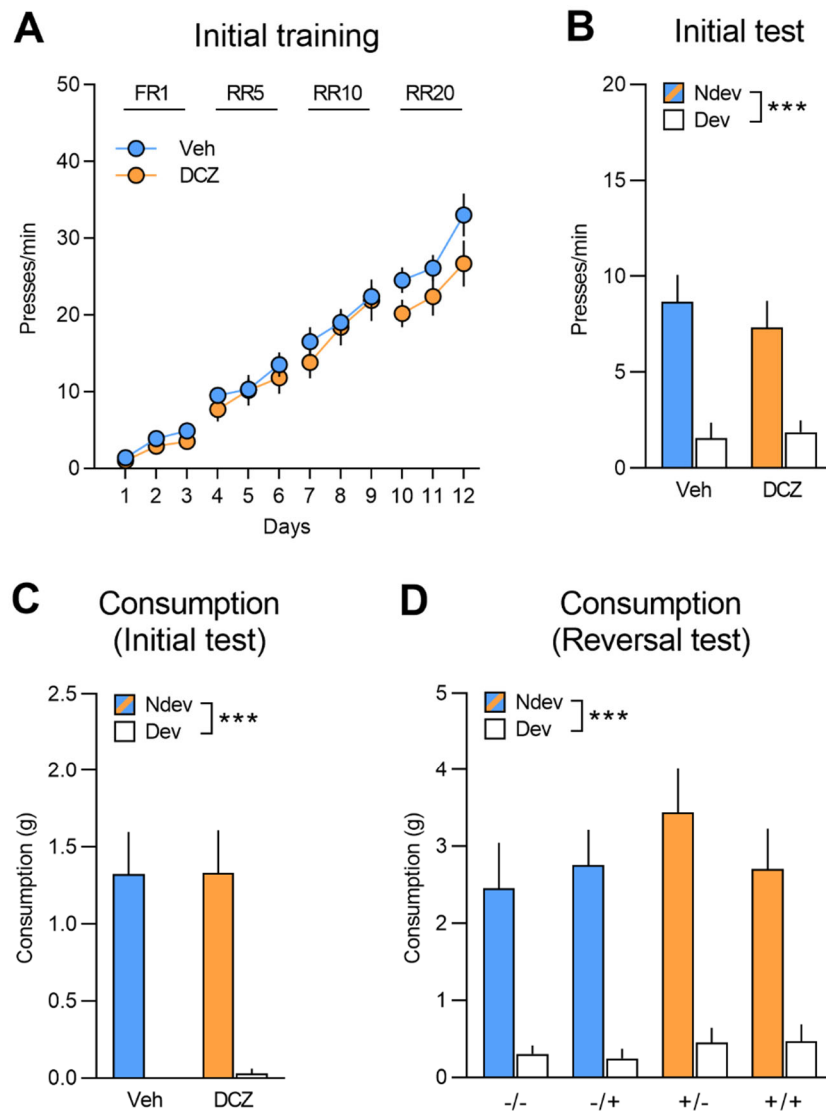 A
Initial training
50
40
30
20
10
0
Presses/min
FR1 RR5 RR10 RR20
Veh
DCZ
1 2 3 4 5 6 7 8 9 10 11 12
Days
B
Initial test
20
15
10
5
0
Presses/min
Ndev
Dev
***
Veh DCZ
C
Consumption
(Initial test)
2.5
2.0
1.5
1.0
0.5
0.0
Consumption (g)
Ndev
Dev
***
Veh DCZ
D
Consumption
(Reversal test)
5
4
3
2
1
0
Consumption (g)
Ndev
Dev
***
-/- -/+ +/- +/+